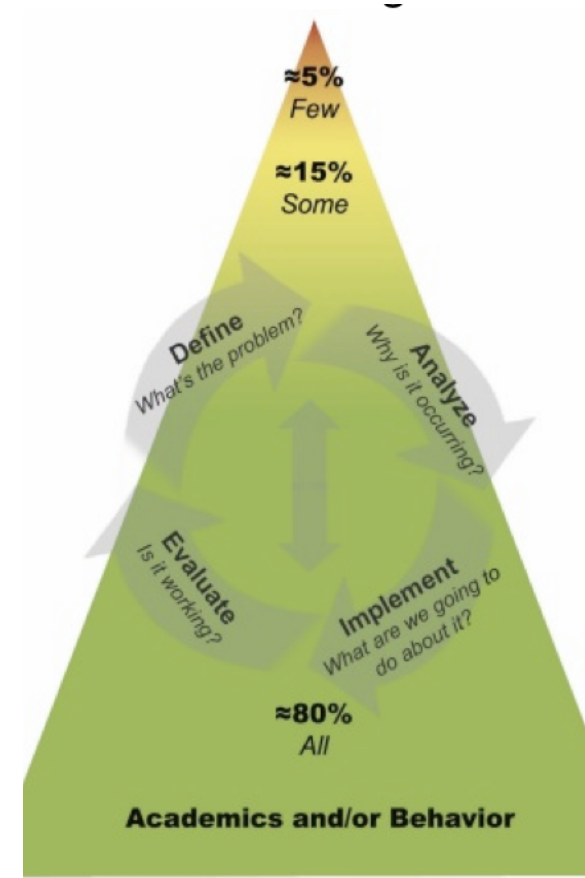 ≈5%
Few
≈15%
Some
Define
What's the problem?
Analyze
Why is it occurring?
Implement
What are we going to
do about it?
Evaluate
Is it working?
≈80%
All
Academics and/or Behavior